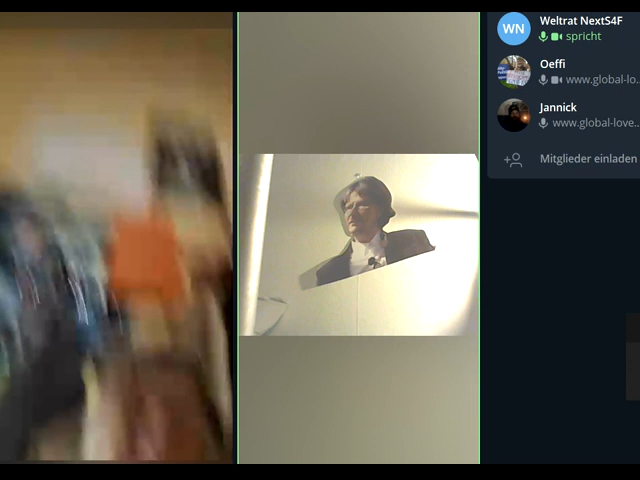 WN
Weltrat NextS4F
spricht
Oeffi
www.global-lo...
Jannick
www.global-love...
Mitglieder einladen